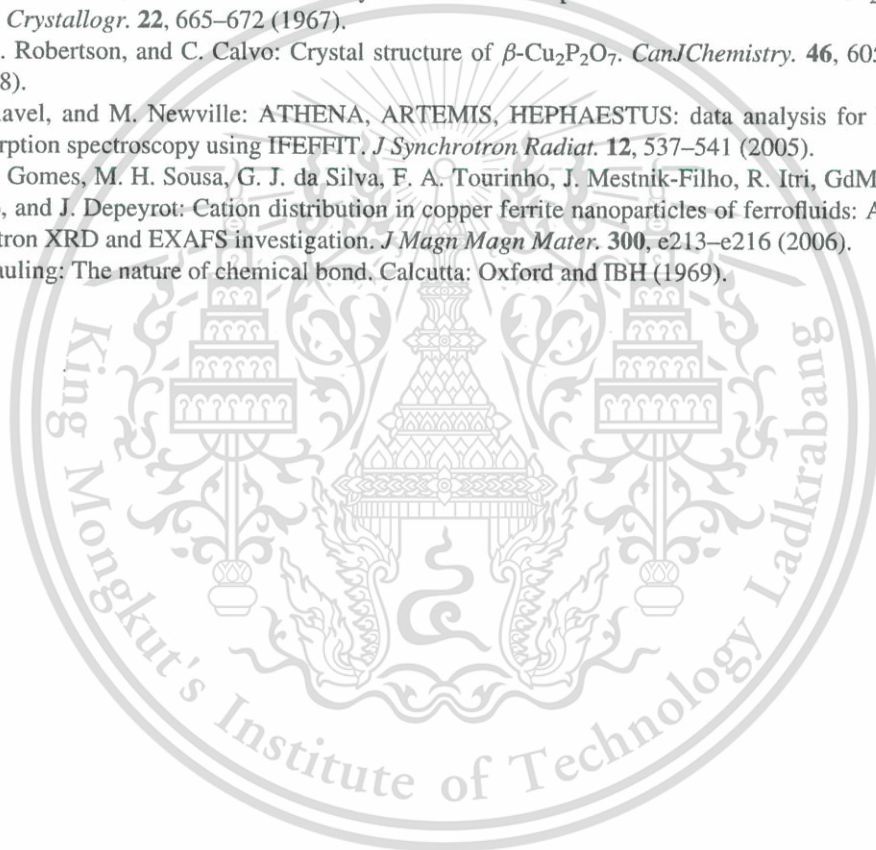 Crystallogr. 22, 665–672 (1967).
. Robertson, and C. Calvo: Crystal structure of β-Cu₂P₂O₇. CanJChemistry. 46, 605
8).
avel, and M. Newville: ATHENA, ARTEMIS, HEPHAESTUS: data analysis for
rption spectroscopy using IFEFFIT. J Synchrotron Radiat. 12, 537–541 (2005).
Gomes, M. H. Sousa, G. J. da Silva, F. A. Tourinho, J. Mestnik-Filho, R. Itri, GdM
, and J. Depeyrot: Cation distribution in copper ferrite nanoparticles of ferrofluids: A
tron XRD and EXAFS investigation. J Magn Magn Mater. 300, e213–e216 (2006).
auling: The nature of chemical bond. Calcutta: Oxford and IBH (1969).
King Mongkut's Institute of Technology Ladkrabang